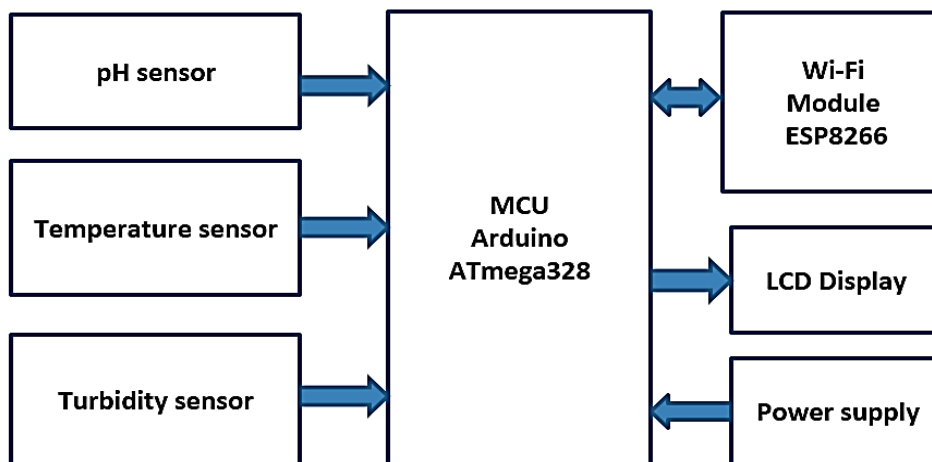 pH sensor
Temperature sensor
Turbidity sensor
MCU
Arduino
ATmega328
Wi-Fi
Module
ESP8266
LCD Display
Power supply